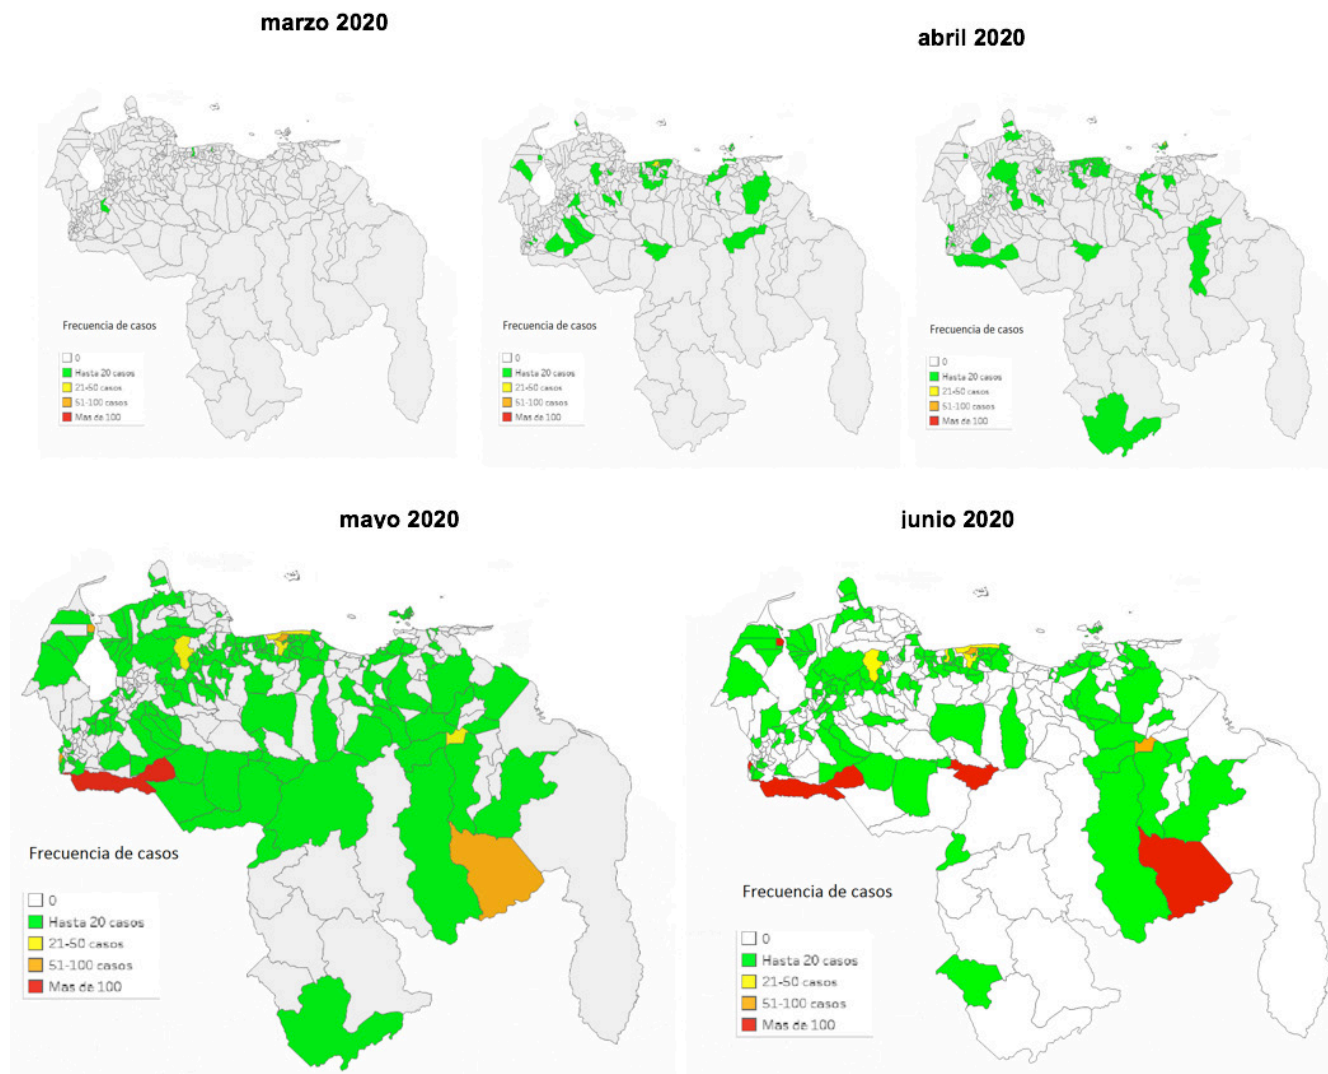 marzo 2020
abril 2020
Frecuencia de casos
0
Hasta 20 casos
21-50 casos
51-100 casos
Mas de 100
Frecuencia de casos
0
Hasta 20 casos
21-50 casos
51-100 casos
Mas de 100
Frecuencia de casos
0
Hasta 20 casos
21-50 casos
51-100 casos
Mas de 100
mayo 2020
junio 2020
Frecuencia de casos
0
Hasta 20 casos
21-50 casos
51-100 casos
Mas de 100
Frecuencia de casos
0
Hasta 20 casos
21-50 casos
51-100 casos
Mas de 100